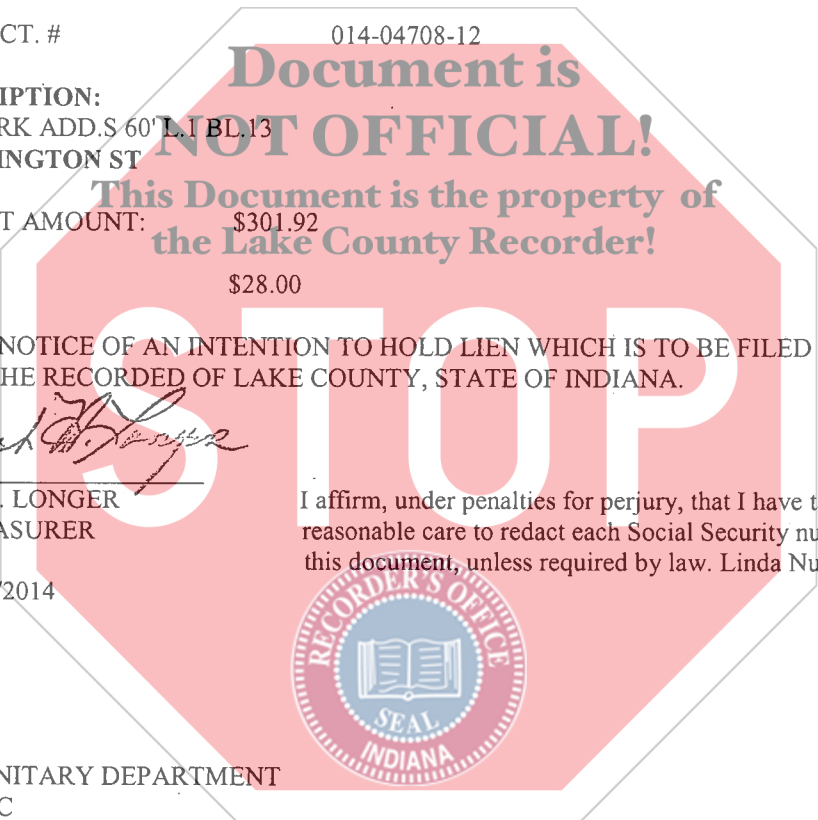 CT. # 014-04708-12
Document is
IPTION:
RK ADD.S 60' L.1 BL.13
NOT OFFICIAL!
INGTON ST
This Document is the property of
T AMOUNT: $301.92
the Lake County Recorder!
$28.00
STOP
NOTICE OF AN INTENTION TO HOLD LIEN WHICH IS TO BE FILED
HE RECORDED OF LAKE COUNTY, STATE OF INDIANA.
. LONGER
ASURER
I affirm, under penalties for perjury, that I have t
reasonable care to redact each Social Security nu
this document, unless required by law. Linda Nu
/2014
RECORDER'S OFFICE
SEAL
INDIANA
NITARY DEPARTMENT
C